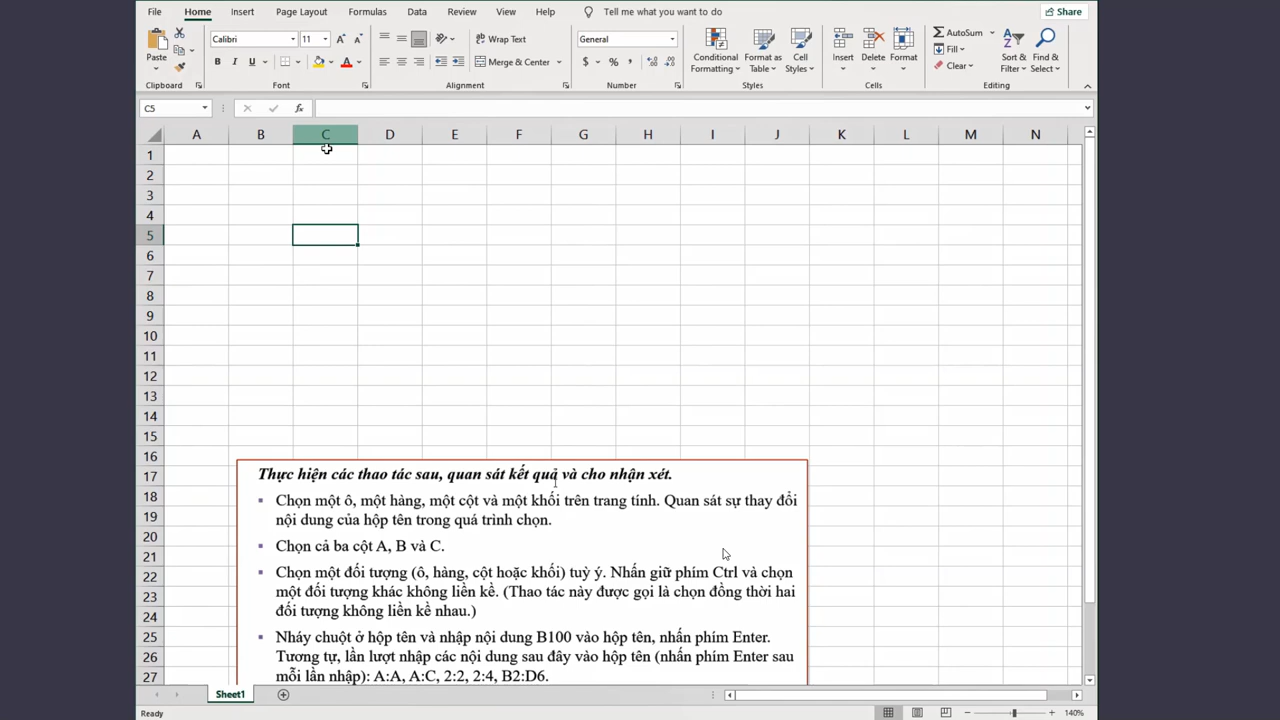 File Home Insert Page Layout Formulas Data Review View Help Tell me what you want to do Share
Calibri 11 Wrap Text General AutoSum
Paste Conditional Format as Cell Insert Delete Format Fill Sort & Find &
B I U Merge & Center $ % , Formatting Table Styles Clear Filter Select
Clipboard Font Alignment Number Styles Cells Editing
C5 fx
A B C D E F G H I J K L M N
1
2
3
4
5
6
7
8
9
10
11
12
13
14
15
16
17 Thực hiện các thao tác sau, quan sát kết quả và cho nhận xét.
18 Chọn một ô, một hàng, một cột và một khối trên trang tính. Quan sát sự thay đổi
19 nội dung của hộp tên trong quá trình chọn.
20
21 Chọn cả ba cột A, B và C.
22 Chọn một đối tượng (ô, hàng, cột hoặc khối) tuỳ ý. Nhấn giữ phím Ctrl và chọn
23 một đối tượng khác không liền kề. (Thao tác này được gọi là chọn đồng thời hai
24 đối tượng không liền kề nhau.)
25 Nháy chuột ở hộp tên và nhập nội dung B100 vào hộp tên, nhấn phím Enter.
26 Tương tự, lần lượt nhập các nội dung sau đây vào hộp tên (nhấn phím Enter sau
27 mỗi lần nhập): A:A, A:C, 2:2, 2:4, B2:D6.
Sheet1
Ready 140%